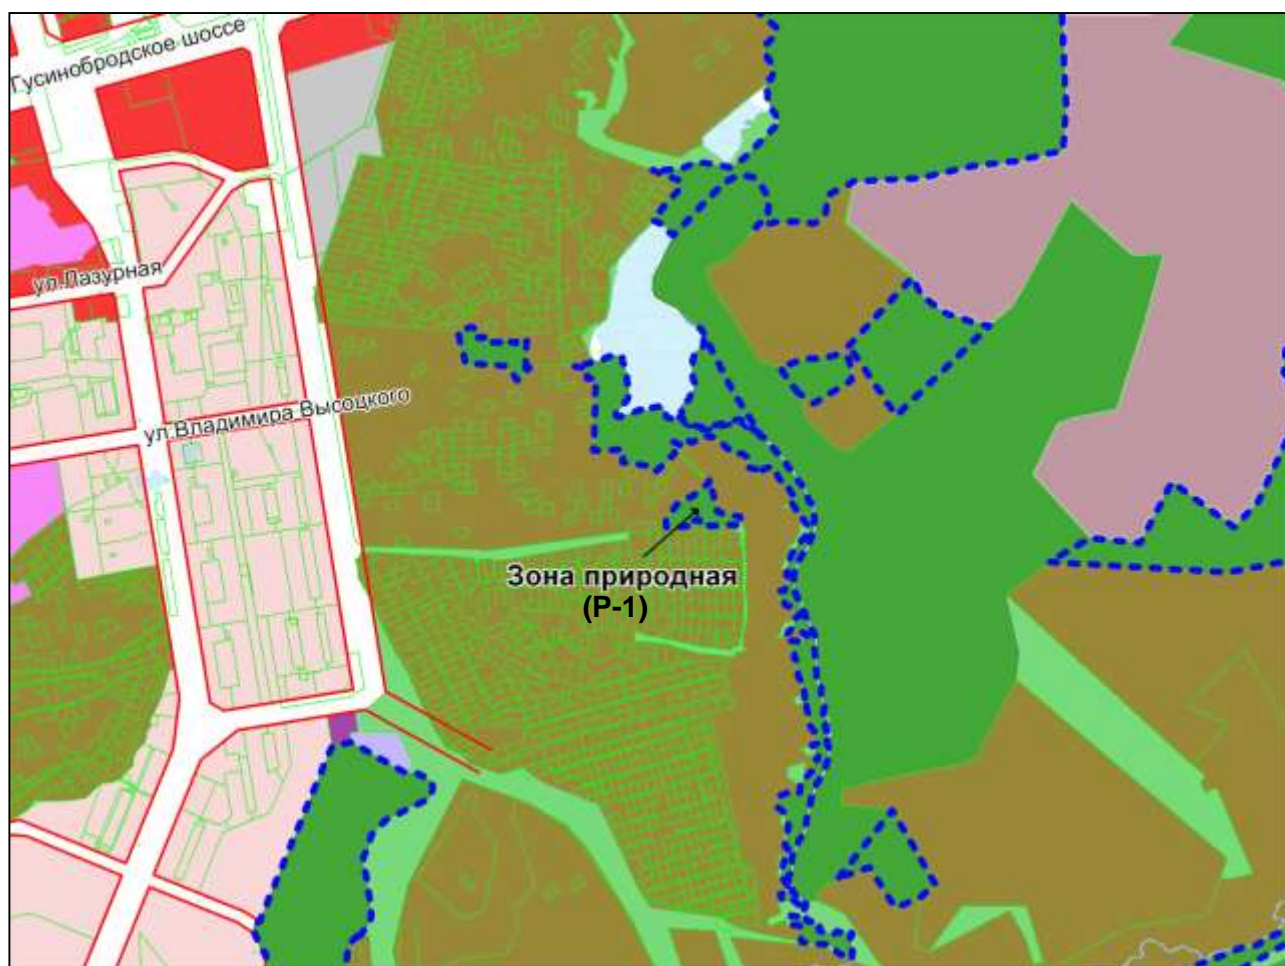 Гусинобродское шоссе
ул.Лазурная
ул.Владимира Высоцкого
Зона природная
(Р-1)